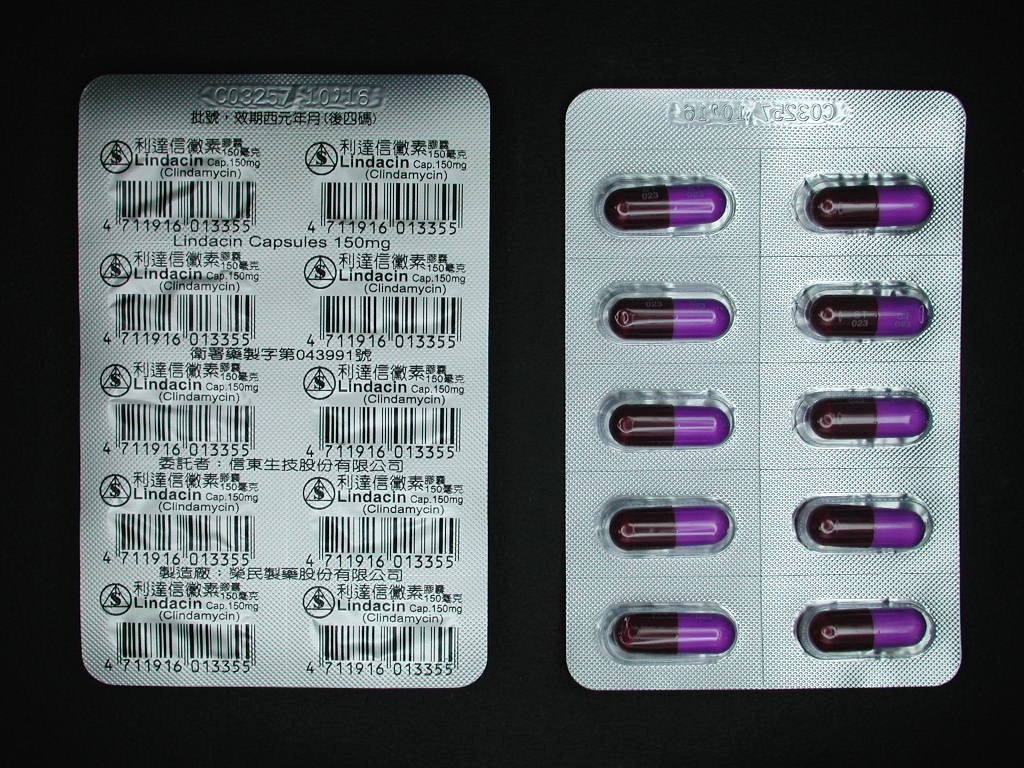 C03257 10216
批號，效期西元年月(後四碼)
利達信黴素膠囊150毫克 利達信黴素膠囊150毫克
Lindacin Cap.150mg Lindacin Cap.150mg
(Clindamycin) (Clindamycin)
4 711916 013355 4 711916 013355
Lindacin Capsules 150mg
利達信黴素膠囊150毫克 利達信黴素膠囊150毫克
Lindacin Cap.150mg Lindacin Cap.150mg
(Clindamycin) (Clindamycin)
4 711916 013355 4 711916 013355
衛署藥製字第043991號
利達信黴素膠囊150毫克 利達信黴素膠囊150毫克
Lindacin Cap.150mg Lindacin Cap.150mg
(Clindamycin) (Clindamycin)
4 711916 013355 4 711916 013355
委託者：信東生技股份有限公司
利達信黴素膠囊150毫克 利達信黴素膠囊150毫克
Lindacin Cap.150mg Lindacin Cap.150mg
(Clindamycin) (Clindamycin)
4 711916 013355 4 711916 013355
製造廠：榮民製藥股份有限公司
利達信黴素膠囊150毫克 利達信黴素膠囊150毫克
Lindacin Cap.150mg Lindacin Cap.150mg
(Clindamycin) (Clindamycin)
4 711916 013355 4 711916 013355
C03257 10216
023
023
023